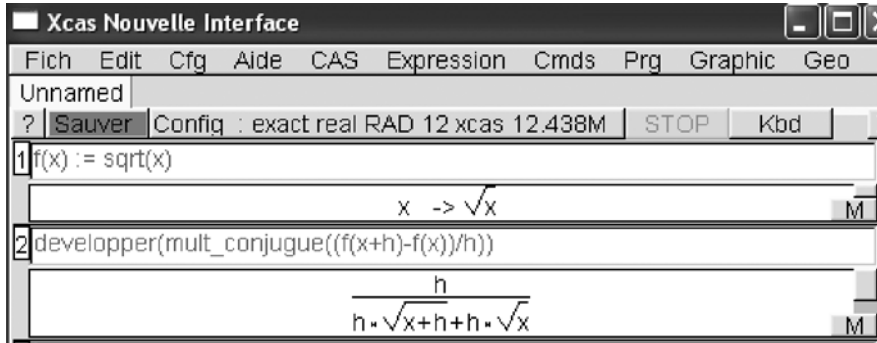 Xcas Nouvelle Interface
Fich Edit Cfg Aide CAS Expression Cmds Prg Graphic Geo
Unnamed
? Sauver Config : exact real RAD 12 xcas 12.438M STOP Kbd
1 f(x) := sqrt(x)
x -> √x
M
2 developper(mult_conjugue((f(x+h)-f(x))/h))
h
h*√x+h+h*√x
M